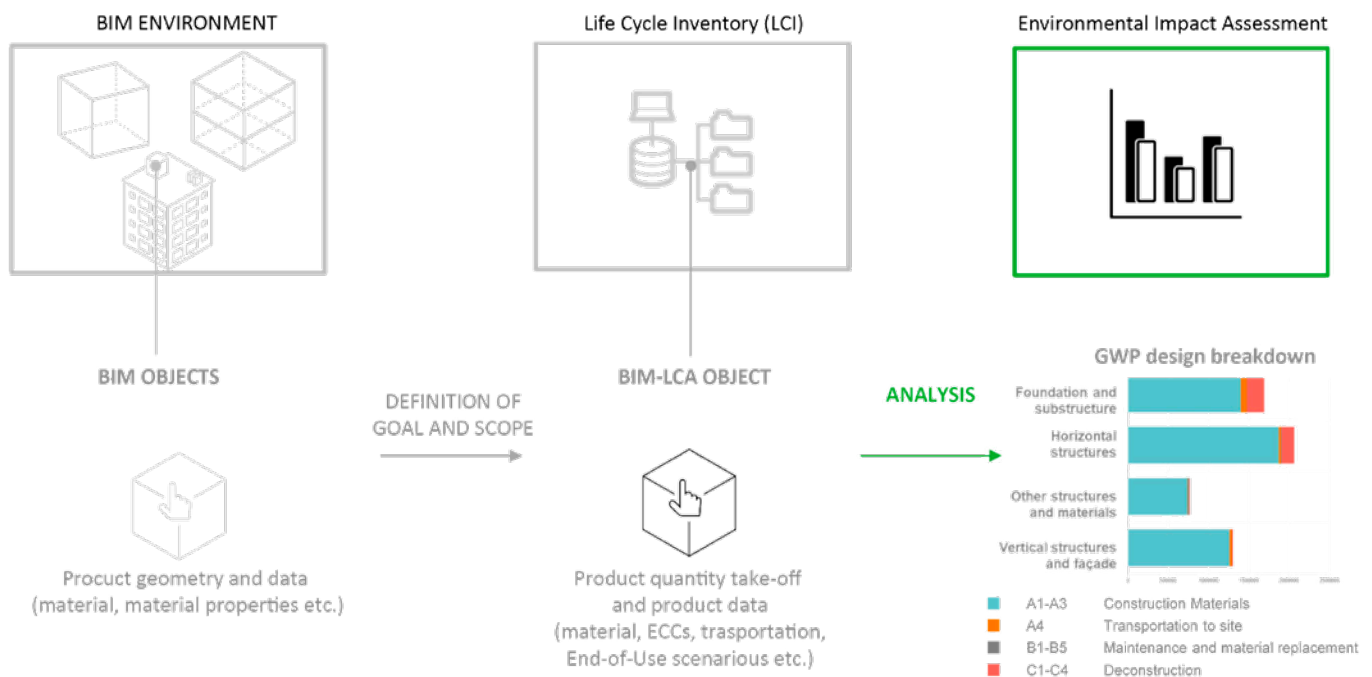 BIM ENVIRONMENT
Life Cycle Inventory (LCI)
Environmental Impact Assessment
BIM OBJECTS
DEFINITION OF
GOAL AND SCOPE
BIM-LCA OBJECT
ANALYSIS
GWP design breakdown
Foundation and
substructure
Horizontal
structures
Other structures
and materials
Vertical structures
and façade
Procuct geometry and data
(material, material properties etc.)
Product quantity take-off
and product data
(material, ECCs, trasportation,
End-of-Use scenarious etc.)
A1-A3 Construction Materials
A4 Transportation to site
B1-B5 Maintenance and material replacement
C1-C4 Deconstruction